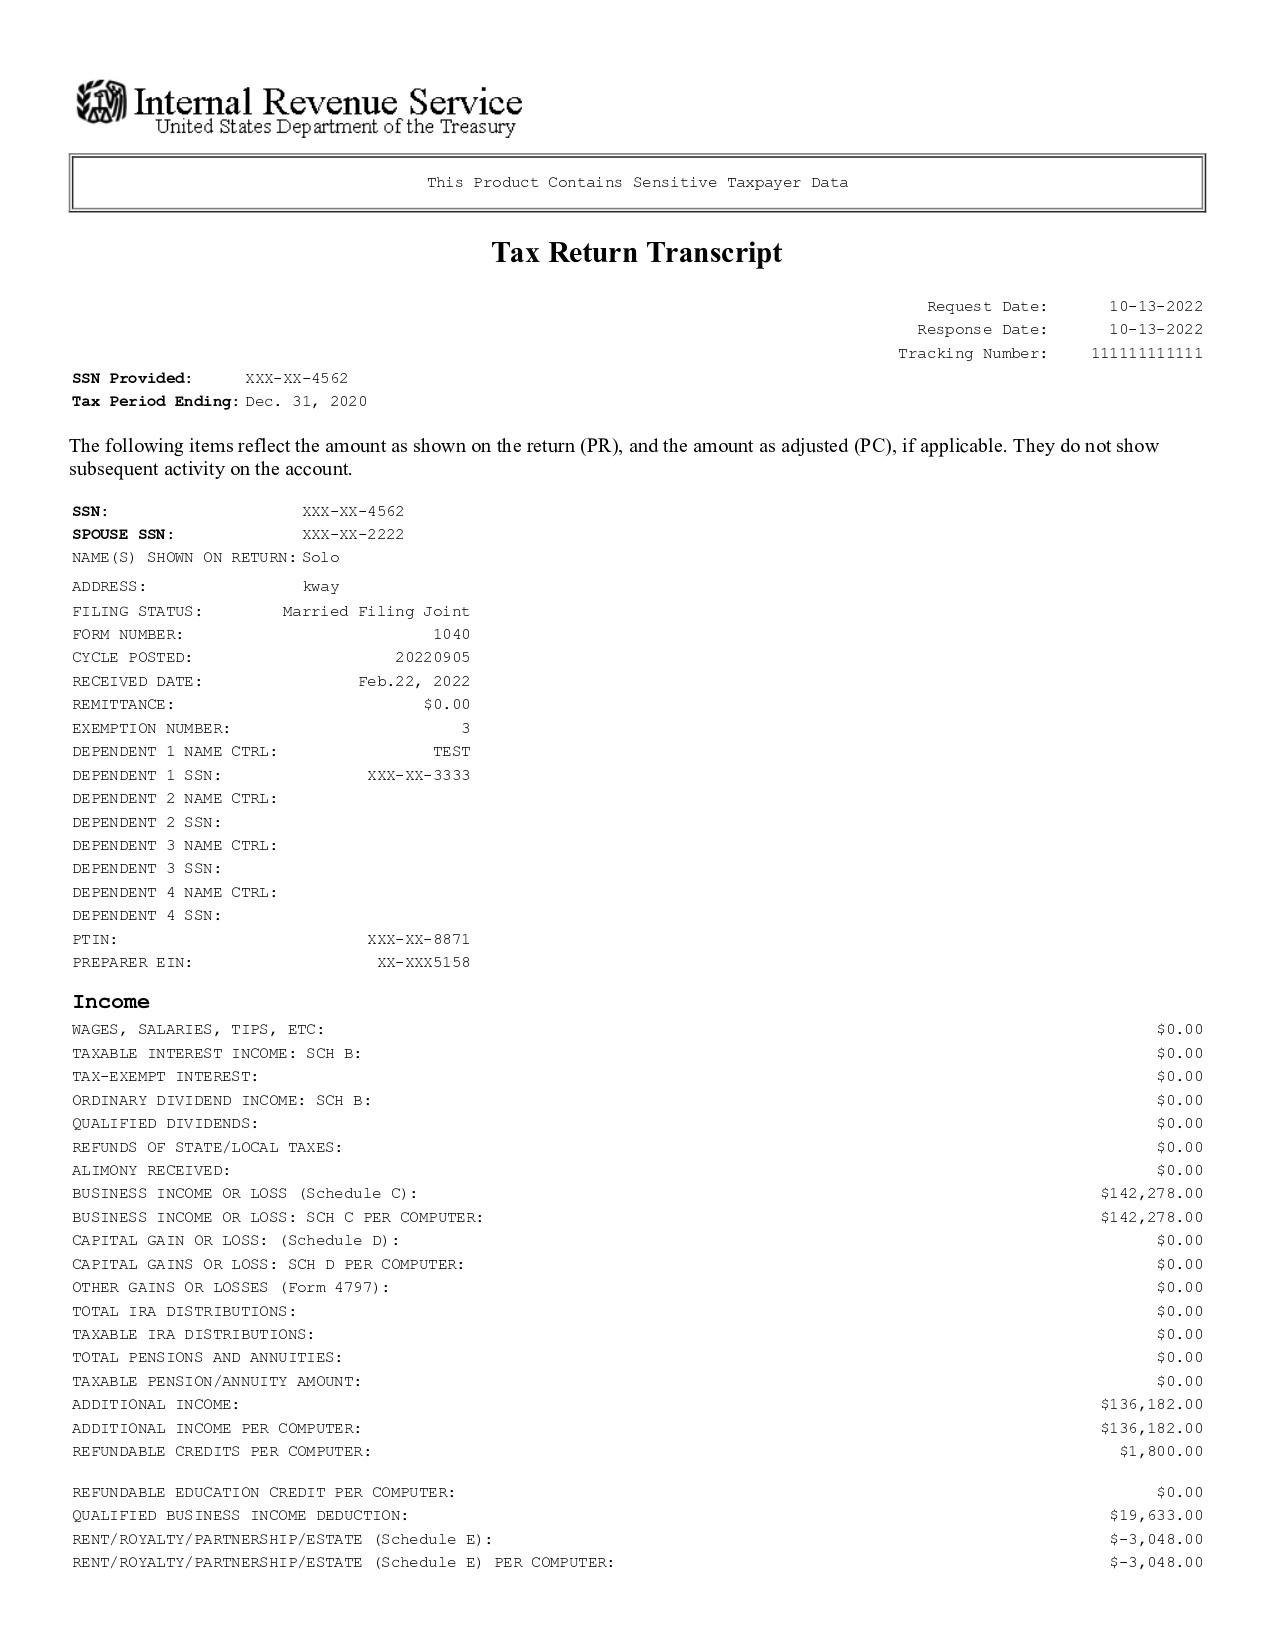 Internal Revenue Service
United States Department of the Treasury
This Product Contains Sensitive Taxpayer Data
Tax Return Transcript
Request Date: 10-13-2022
Response Date: 10-13-2022
Tracking Number: 111111111111
SSN Provided: XXX-XX-4562
Tax Period Ending: Dec. 31, 2020
The following items reflect the amount as shown on the return (PR), and the amount as adjusted (PC), if applicable. They do not show
subsequent activity on the account.
SSN: XXX-XX-4562
SPOUSE SSN: XXX-XX-2222
NAME(S) SHOWN ON RETURN: Solo
ADDRESS: kway
FILING STATUS: Married Filing Joint
FORM NUMBER: 1040
CYCLE POSTED: 20220905
RECEIVED DATE: Feb.22, 2022
REMITTANCE: $0.00
EXEMPTION NUMBER: 3
DEPENDENT 1 NAME CTRL: TEST
DEPENDENT 1 SSN: XXX-XX-3333
DEPENDENT 2 NAME CTRL:
DEPENDENT 2 SSN:
DEPENDENT 3 NAME CTRL:
DEPENDENT 3 SSN:
DEPENDENT 4 NAME CTRL:
DEPENDENT 4 SSN:
PTIN: XXX-XX-8871
PREPARER EIN: XX-XXX5158
Income
WAGES, SALARIES, TIPS, ETC: $0.00
TAXABLE INTEREST INCOME: SCH B: $0.00
TAX-EXEMPT INTEREST: $0.00
ORDINARY DIVIDEND INCOME: SCH B: $0.00
QUALIFIED DIVIDENDS: $0.00
REFUNDS OF STATE/LOCAL TAXES: $0.00
ALIMONY RECEIVED: $0.00
BUSINESS INCOME OR LOSS (Schedule C): $142,278.00
BUSINESS INCOME OR LOSS: SCH C PER COMPUTER: $142,278.00
CAPITAL GAIN OR LOSS: (Schedule D): $0.00
CAPITAL GAINS OR LOSS: SCH D PER COMPUTER: $0.00
OTHER GAINS OR LOSSES (Form 4797): $0.00
TOTAL IRA DISTRIBUTIONS: $0.00
TAXABLE IRA DISTRIBUTIONS: $0.00
TOTAL PENSIONS AND ANNUITIES: $0.00
TAXABLE PENSION/ANNUITY AMOUNT: $0.00
ADDITIONAL INCOME: $136,182.00
ADDITIONAL INCOME PER COMPUTER: $136,182.00
REFUNDABLE CREDITS PER COMPUTER: $1,800.00
REFUNDABLE EDUCATION CREDIT PER COMPUTER: $0.00
QUALIFIED BUSINESS INCOME DEDUCTION: $19,633.00
RENT/ROYALTY/PARTNERSHIP/ESTATE (Schedule E): $-3,048.00
RENT/ROYALTY/PARTNERSHIP/ESTATE (Schedule E) PER COMPUTER: $-3,048.00